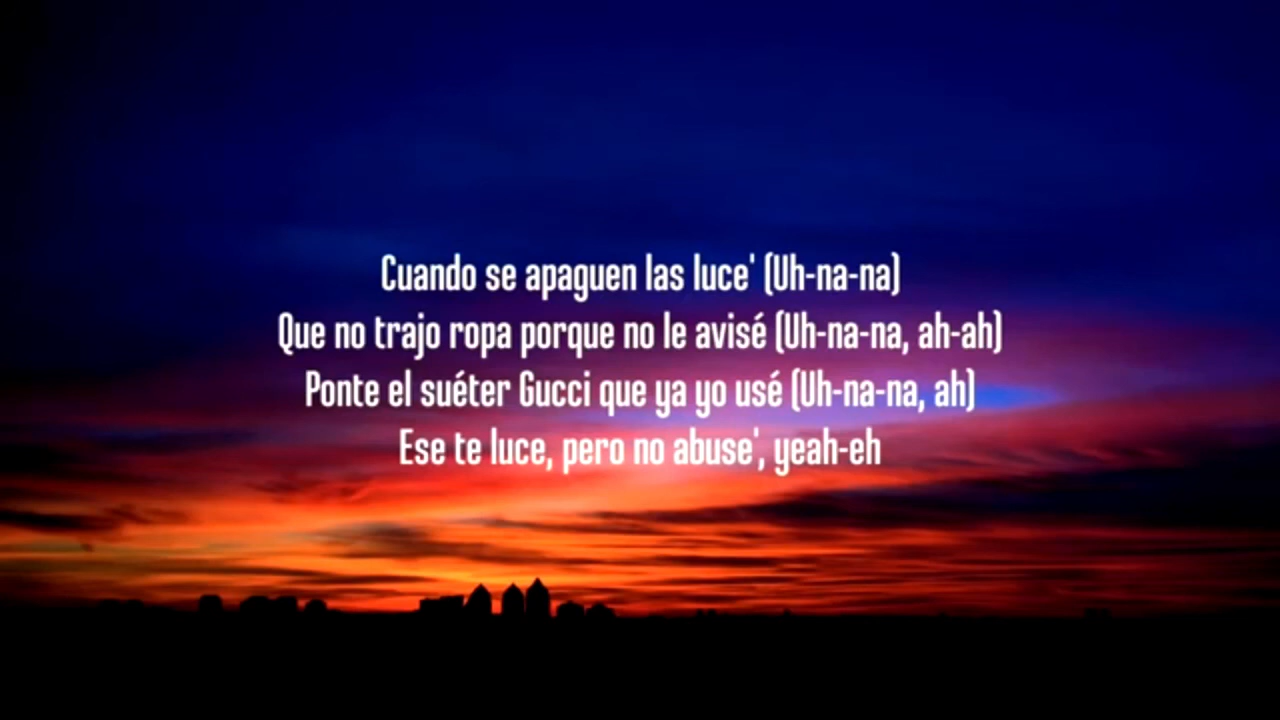 Cuando se apaguen las luce' (Uh-na-na)
Que no trajo ropa porque no le avisé (Uh-na-na, ah-ah)
Ponte el suéter Gucci que ya yo usé (Uh-na-na, ah)
Ese te luce, pero no abuse', yeah-eh